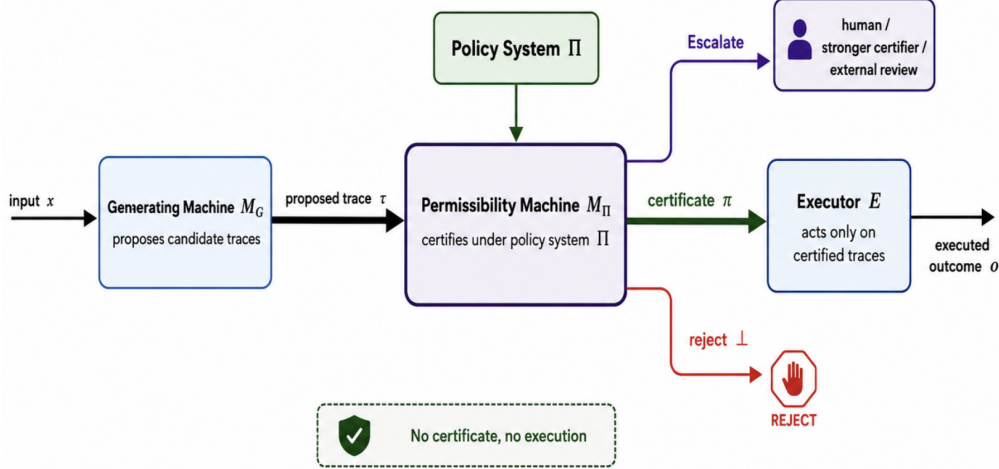 Policy System Π
Escalate
human /
stronger certifier /
external review
input x
Generating Machine M_G
proposes candidate traces
proposed trace τ
Permissibility Machine M_Π
certifies under policy system Π
certificate π
Executor E
acts only on
certified traces
executed
outcome o
reject ⊥
REJECT
No certificate, no execution